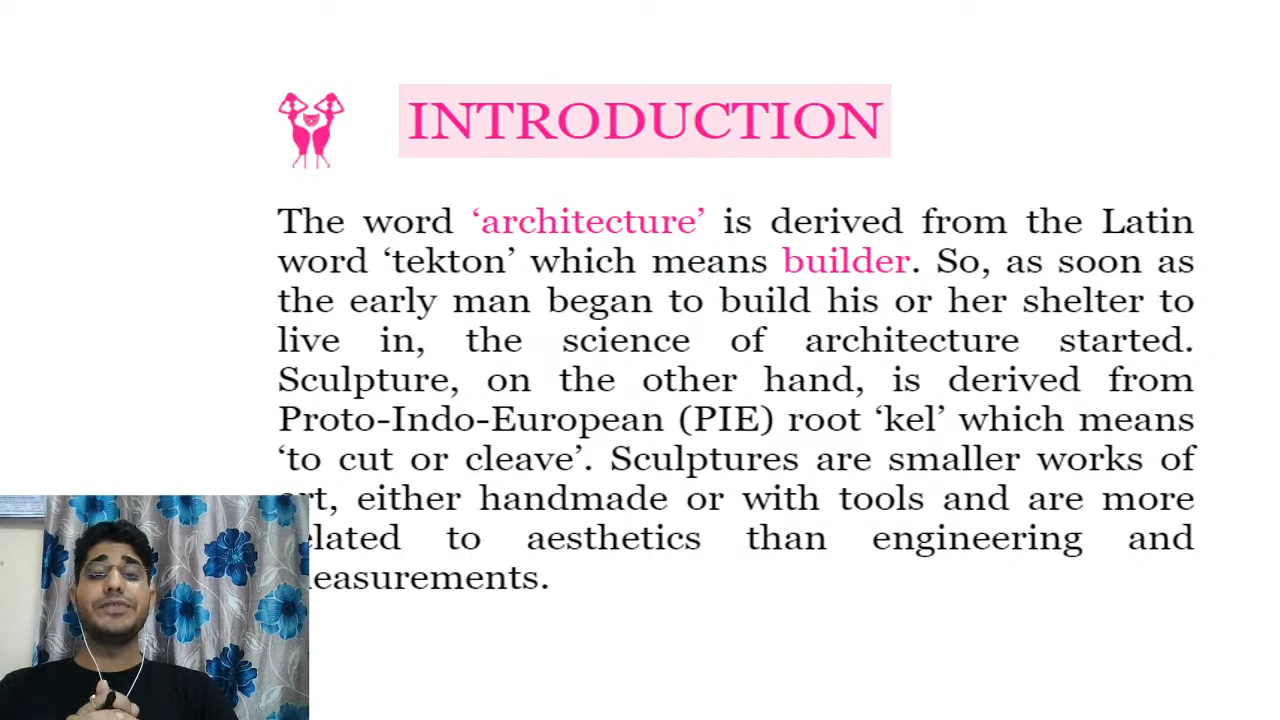 INTRODUCTION
The word ‘architecture’ is derived from the Latin
word ‘tekton’ which means builder. So, as soon as
the early man began to build his or her shelter to
live in, the science of architecture started.
Sculpture, on the other hand, is derived from
Proto-Indo-European (PIE) root ‘kel’ which means
‘to cut or cleave’. Sculptures are smaller works of
art, either handmade or with tools and are more
related to aesthetics than engineering and
measurements.